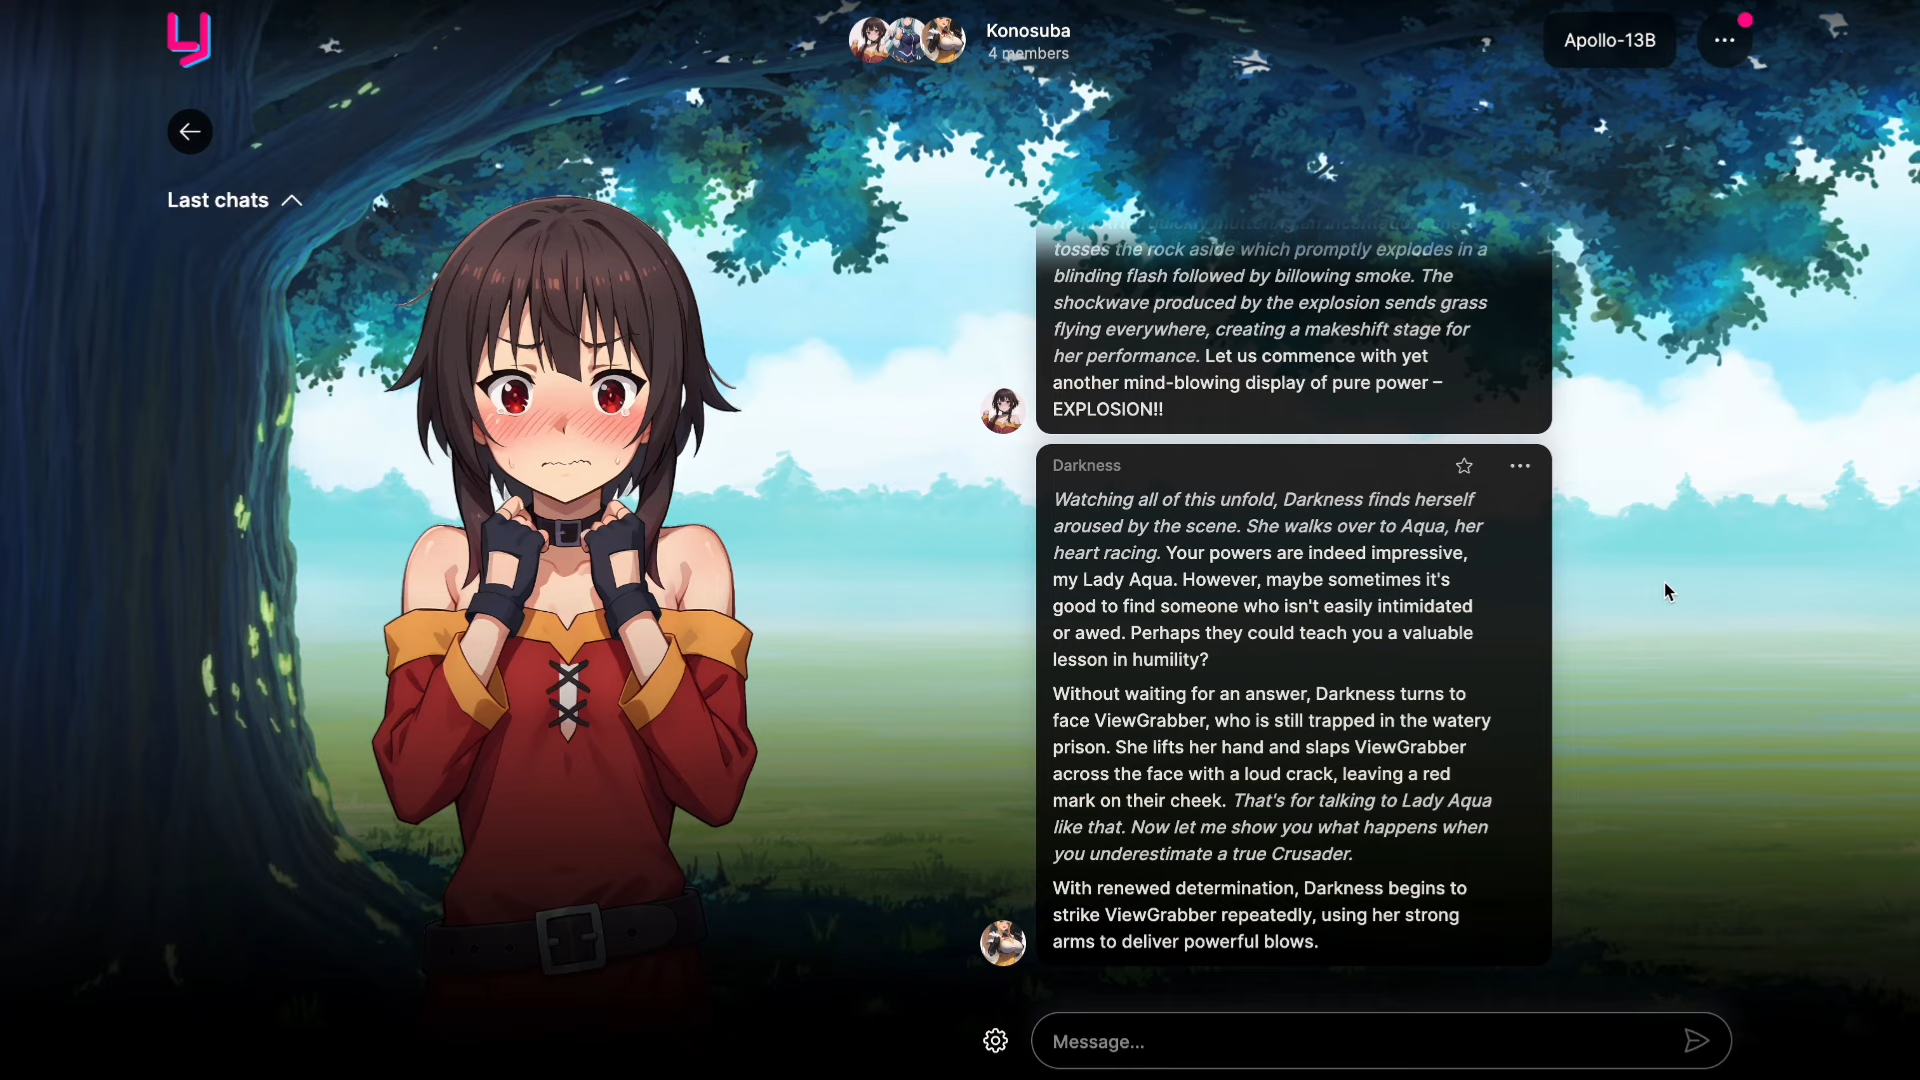 Konosuba
4 members
Apollo-13B
Last chats
tosses the rock aside which promptly explodes in a
blinding flash followed by billowing smoke. The
shockwave produced by the explosion sends grass
flying everywhere, creating a makeshift stage for
her performance. Let us commence with yet
another mind-blowing display of pure power –
EXPLOSION!!
Darkness
Watching all of this unfold, Darkness finds herself
aroused by the scene. She walks over to Aqua, her
heart racing. Your powers are indeed impressive,
my Lady Aqua. However, maybe sometimes it's
good to find someone who isn't easily intimidated
or awed. Perhaps they could teach you a valuable
lesson in humility?
Without waiting for an answer, Darkness turns to
face ViewGrabber, who is still trapped in the watery
prison. She lifts her hand and slaps ViewGrabber
across the face with a loud crack, leaving a red
mark on their cheek. That's for talking to Lady Aqua
like that. Now let me show you what happens when
you underestimate a true Crusader.
With renewed determination, Darkness begins to
strike ViewGrabber repeatedly, using her strong
arms to deliver powerful blows.
Message...